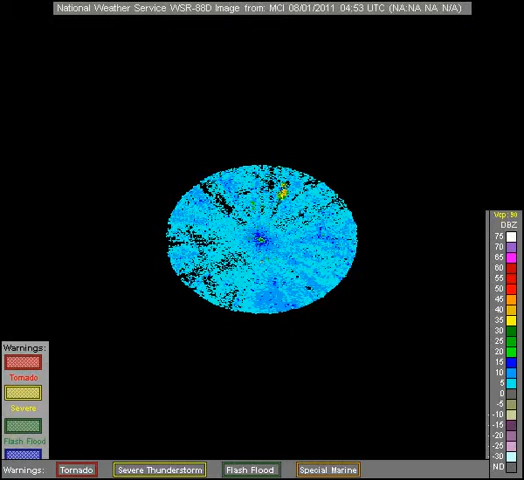 National Weather Service WSR-88D Image from: MCI 08/01/2011 04:53 UTC (NA:NA NA N/A)
Vcp: 90
DBZ
75
70
65
60
55
50
45
40
35
30
25
20
15
10
5
0
-5
-10
-15
-20
-25
-30
ND
Warnings:
Tornado
Severe
Flash Flood
Warnings: Tornado Severe Thunderstorm Flash Flood Special Marine